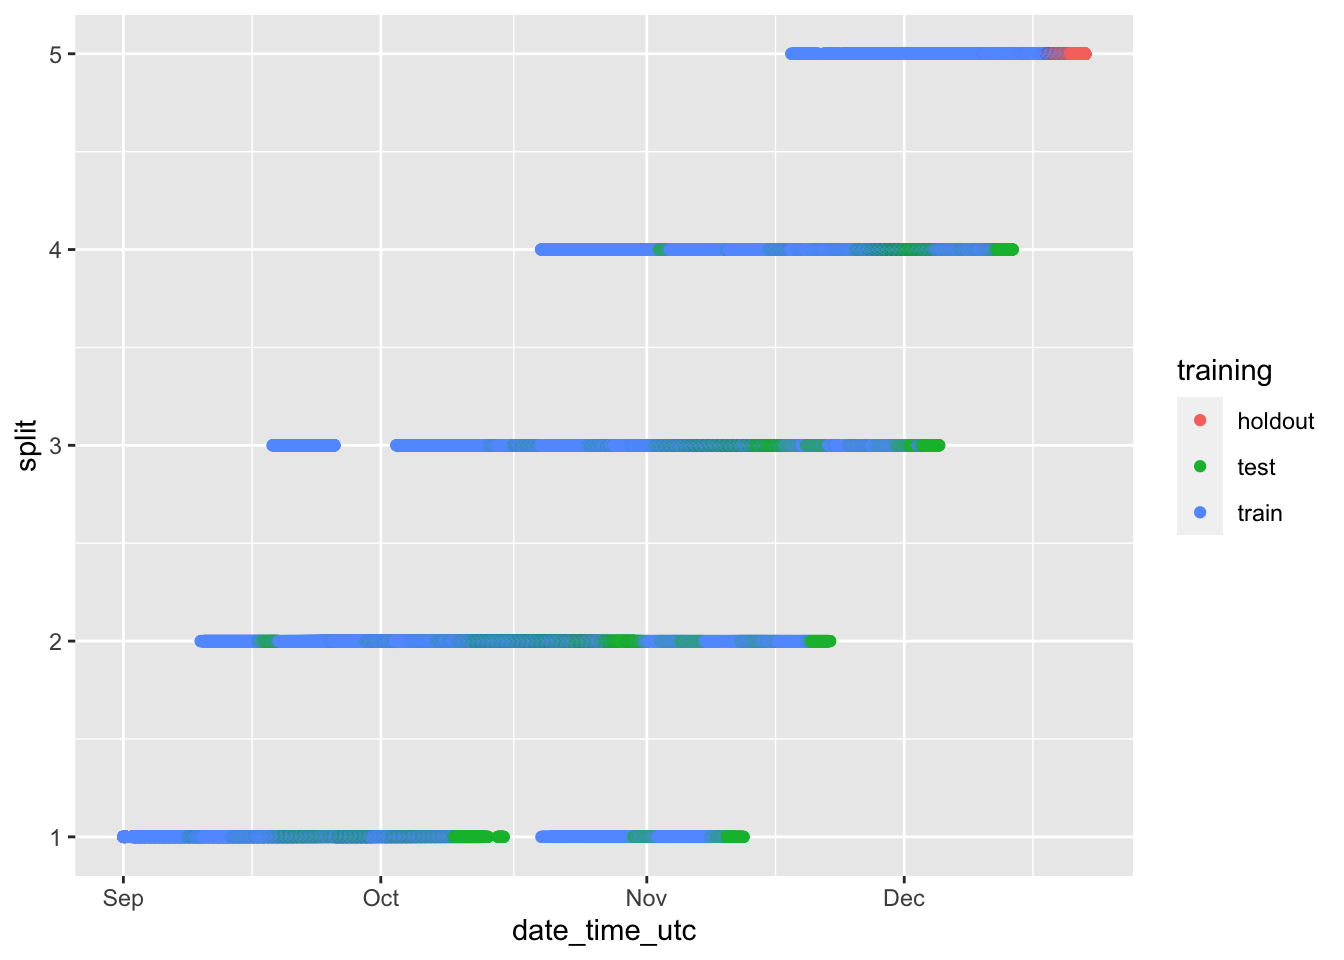 5
4
3
2
1
split
Sep Oct Nov Dec
date_time_utc
training
holdout
test
train